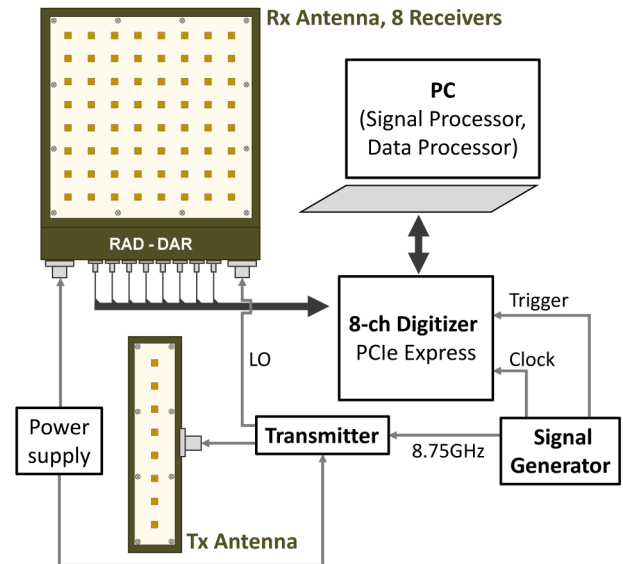 Rx Antenna, 8 Receivers
PC
(Signal Processor,
Data Processor)
RAD - DAR
8-ch Digitizer
PCIe Express
Trigger
Clock
LO
Power
supply
Transmitter
8.75GHz
Signal
Generator
Tx Antenna